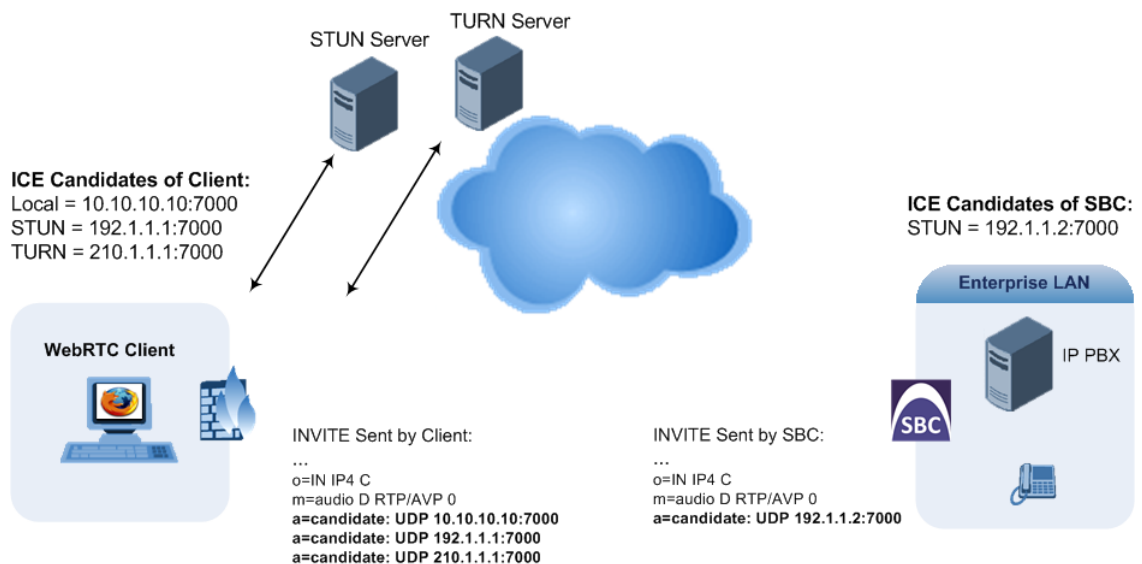 STUN Server
TURN Server
ICE Candidates of Client:
Local = 10.10.10.10:7000
STUN = 192.1.1.1:7000
TURN = 210.1.1.1:7000
ICE Candidates of SBC:
STUN = 192.1.1.2:7000
Enterprise LAN
WebRTC Client
IP PBX
SBC
INVITE Sent by Client:
...
o=IN IP4 C
m=audio D RTP/AVP 0
a=candidate: UDP 10.10.10.10:7000
a=candidate: UDP 192.1.1.1:7000
a=candidate: UDP 210.1.1.1:7000
INVITE Sent by SBC:
...
o=IN IP4 C
m=audio D RTP/AVP 0
a=candidate: UDP 192.1.1.2:7000